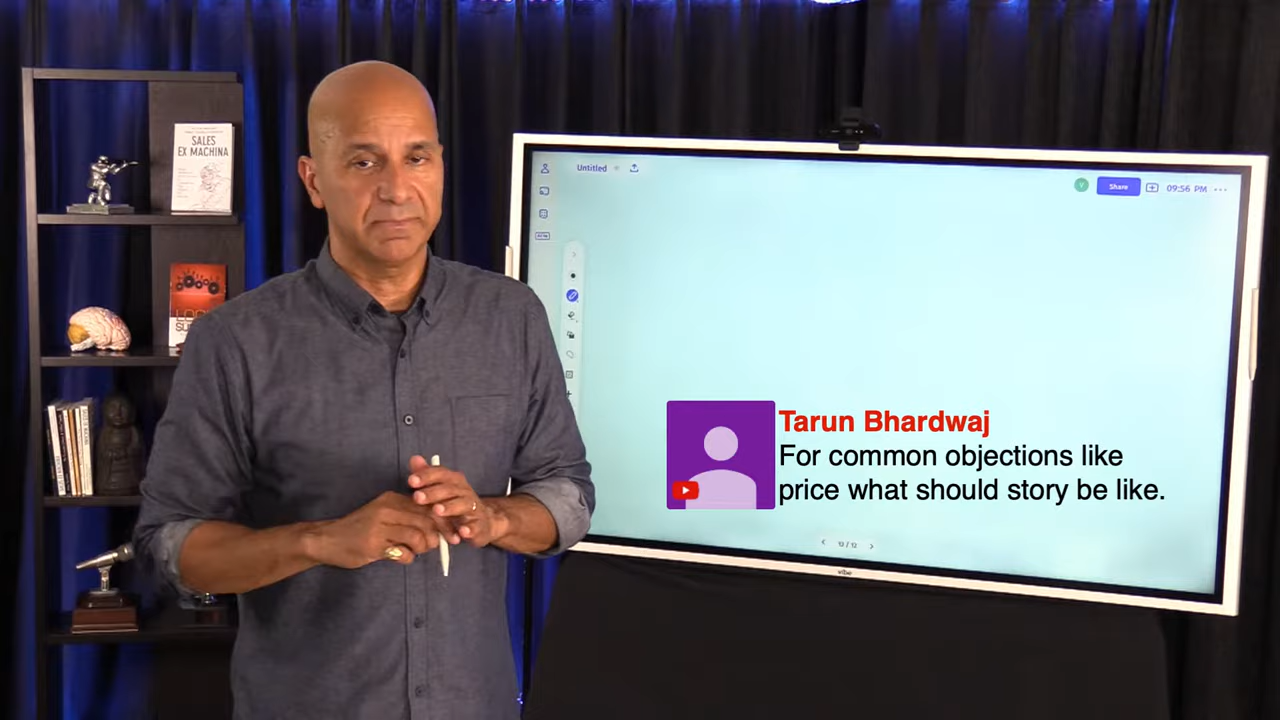 SALES
EX MACHINA
Untitled
Share
09:56 PM
Tarun Bhardwaj
For common objections like
price what should story be like.
vibe